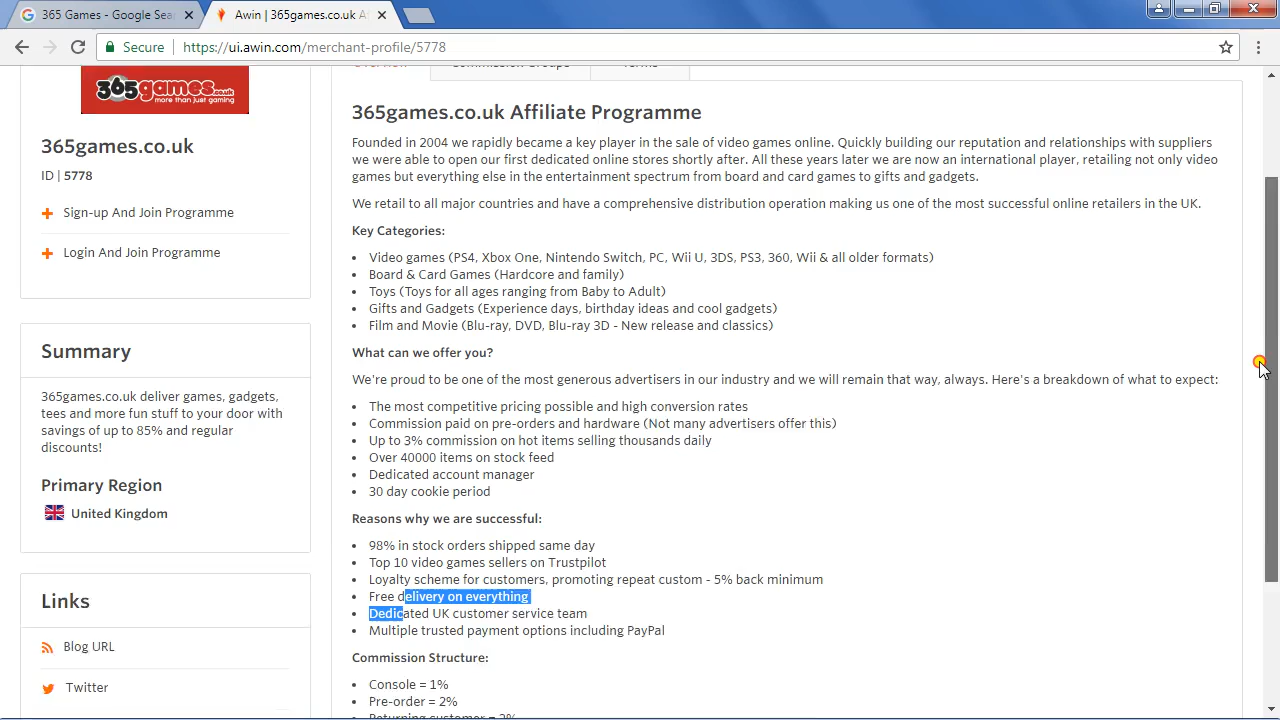 365 Games - Google Sea
Awin | 365games.co.uk Af
Secure
https://ui.awin.com/merchant-profile/5778
365games.co.uk
more than just gaming
365games.co.uk
ID | 5778
Sign-up And Join Programme
Login And Join Programme
Summary
365games.co.uk deliver games, gadgets,
tees and more fun stuff to your door with
savings of up to 85% and regular
discounts!
Primary Region
United Kingdom
Links
Blog URL
Twitter
Overview
Commission Groups
Terms
365games.co.uk Affiliate Programme
Founded in 2004 we rapidly became a key player in the sale of video games online. Quickly building our reputation and relationships with suppliers
we were able to open our first dedicated online stores shortly after. All these years later we are now an international player, retailing not only video
games but everything else in the entertainment spectrum from board and card games to gifts and gadgets.
We retail to all major countries and have a comprehensive distribution operation making us one of the most successful online retailers in the UK.
Key Categories:
• Video games (PS4, Xbox One, Nintendo Switch, PC, Wii U, 3DS, PS3, 360, Wii & all older formats)
• Board & Card Games (Hardcore and family)
• Toys (Toys for all ages ranging from Baby to Adult)
• Gifts and Gadgets (Experience days, birthday ideas and cool gadgets)
• Film and Movie (Blu-ray, DVD, Blu-ray 3D - New release and classics)
What can we offer you?
We're proud to be one of the most generous advertisers in our industry and we will remain that way, always. Here's a breakdown of what to expect:
• The most competitive pricing possible and high conversion rates
• Commission paid on pre-orders and hardware (Not many advertisers offer this)
• Up to 3% commission on hot items selling thousands daily
• Over 40000 items on stock feed
• Dedicated account manager
• 30 day cookie period
Reasons why we are successful:
• 98% in stock orders shipped same day
• Top 10 video games sellers on Trustpilot
• Loyalty scheme for customers, promoting repeat custom - 5% back minimum
• Free delivery on everything
• Dedicated UK customer service team
• Multiple trusted payment options including PayPal
Commission Structure:
• Console = 1%
• Pre-order = 2%
• Returning customer = 2%